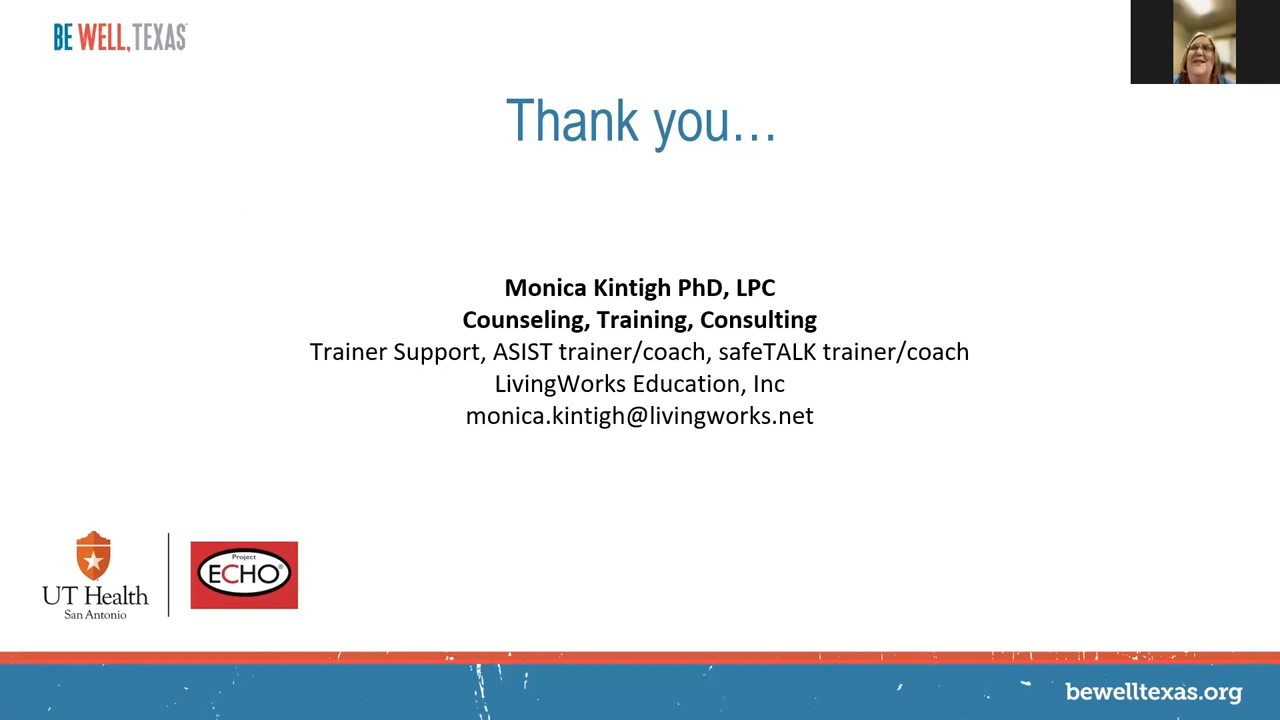 BE WELL, TEXAS
Thank you...
Monica Kintigh PhD, LPC
Counseling, Training, Consulting
Trainer Support, ASIST trainer/coach, safeTALK trainer/coach
LivingWorks Education, Inc
monica.kintigh@livingworks.net
UT Health
San Antonio
Project
ECHO®
bewelltexas.org